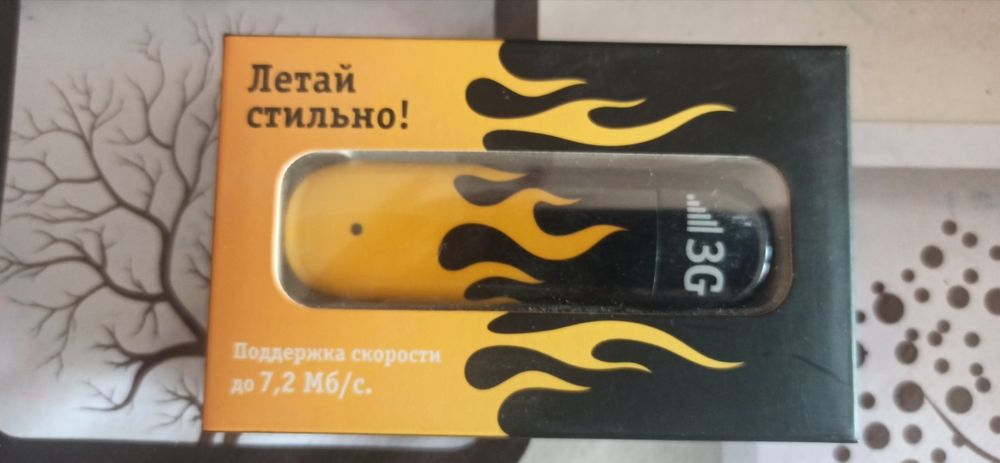 Летай
стильно!
3G
Поддержка скорости
до 7,2 Мб/с.